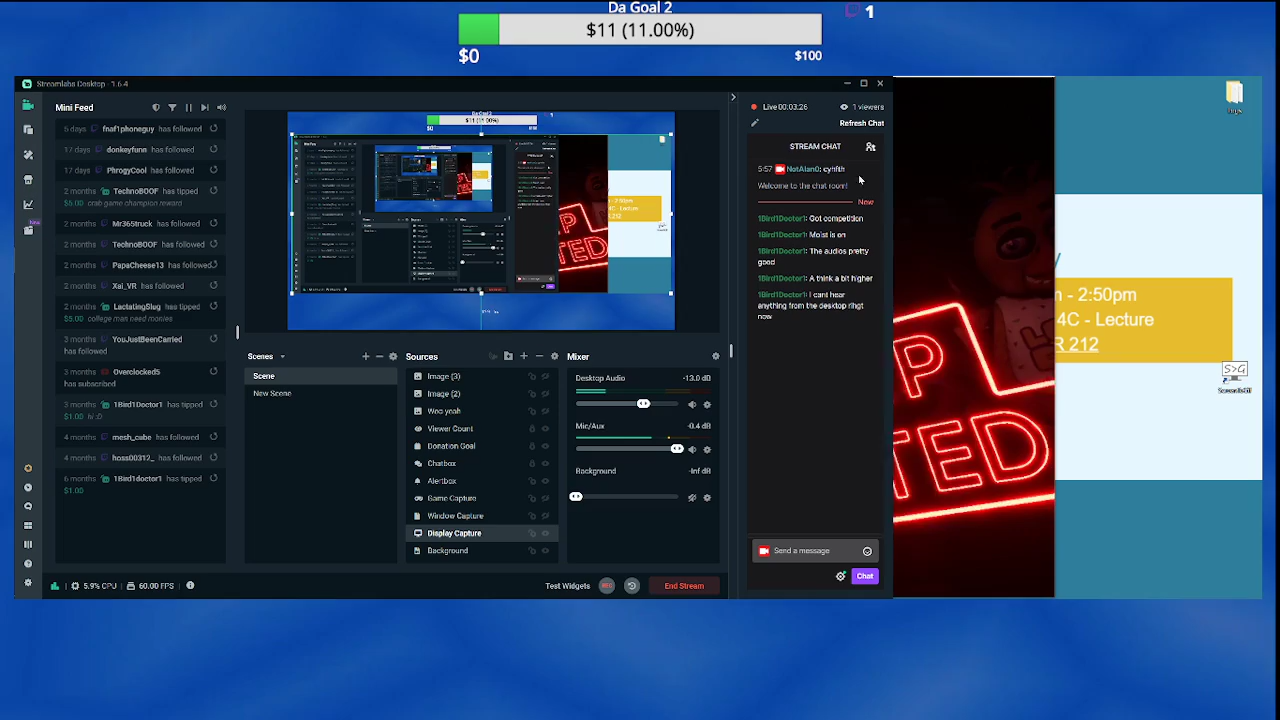 Da Goal 2
1
$11 (11.00%)
$0
$100
Streamlabs Desktop - 1.6.4
Mini Feed
5 days fnaf1phoneguy has followed
17 days donkeyfunn has followed
17 days PhrogyCool has followed
2 months TechnoBOOF has tipped
$5.00 crab game champion reward
2 months Mr365truck has followed
2 months TechnoBOOF has followed
2 months PapaCheese13 has followed
2 months Xai_VR has followed
2 months LactatingSlug has tipped
$5.00 college man need monies
3 months YouJustBeenCarried
has followed
3 months Overclocked5
has subscribed
3 months 1Bird1Doctor1 has tipped
$1.00 hi :D
4 months mesh_cube has followed
4 months hoss00312_ has followed
6 months 1Bird1doctor1 has tipped
$1.00
New
Scenes
Scene
New Scene
Sources
Image (3)
Image (2)
Woo yeah
Viewer Count
Donation Goal
Chatbox
Alertbox
Game Capture
Window Capture
Display Capture
Background
Mixer
Desktop Audio -13.0 dB
Mic/Aux -0.4 dB
Background -Inf dB
5.9% CPU 60.00 FPS
Test Widgets
REC
End Stream
Live 00:03:26 1 viewers
Refresh Chat
STREAM CHAT
5:57 NotAlan0: cyhfth
Welcome to the chat room!
Now
1Bird1Doctor1: Got competition
1Bird1Doctor1: Moist is on
1Bird1Doctor1: The audios pretty
good
1Bird1Doctor1: A think a bit higher
1Bird1Doctor1: I cant hear
anything from the desktop rihgt
now
Send a message
Chat
P
TED
- 2:50pm
4C - Lecture
R 212
S>G